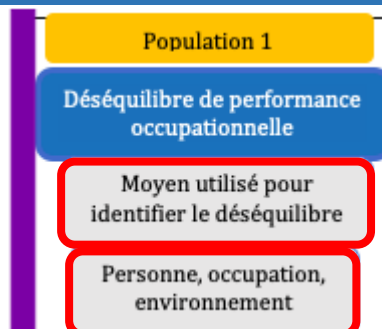 Population 1
Déséquilibre de performance
occupationnelle
Moyen utilisé pour
identifier le déséquilibre
Personne, occupation,
environnement